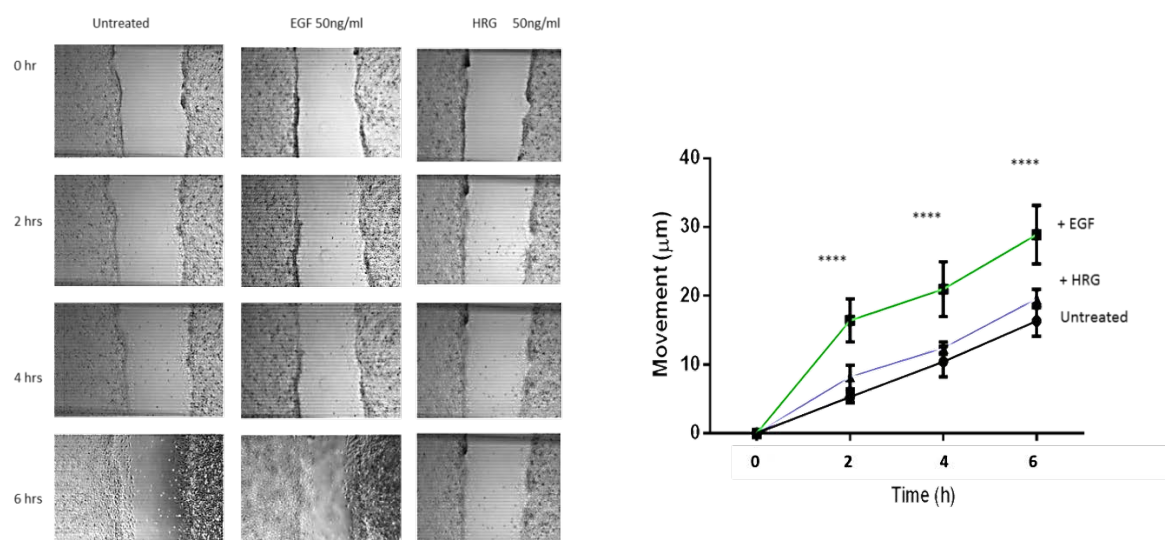 Untreated
EGF 50ng/ml
HRG 50ng/ml
0 hr
2 hrs
4 hrs
6 hrs
Movement (μm)
40
30
20
10
0
****
****
****
+ EGF
+ HRG
Untreated
0 2 4 6
Time (h)